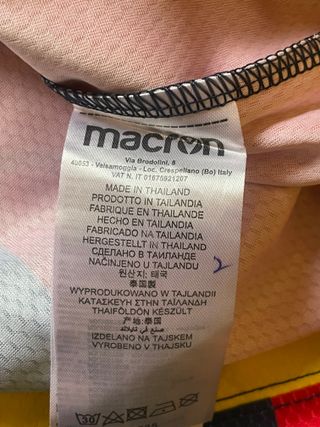 macron
Via Brodolini, 8
40053 - Valsamoggia - Loc. Crespellano (Bo) Italy
VAT N. IT 01675921207
MADE IN THAILAND
PRODOTTO IN TAILANDIA
FABRIQUE EN THAILANDE
HECHO EN TAILANDIA
FABRICADO NA TAILANDIA
HERGESTELLT IN THAILAND
СДЕЛАНО В ТАИЛАНДЕ
NAČINJENO U TAJLANDU
원산지: 태국
泰国製
WYPRODUKOWANO W TAJLANDII
ΚΑΤΑΣΚΕΥΗ ΣΤΗΝ ΤΑΪΛΑΝΔΗ
THAIFÖLDÖN KÉSZÜLT
产地: 泰国
صنع في تايلاند
IZDELANO NA TAJSKEM
VYROBENO V THAJSKU
2
30